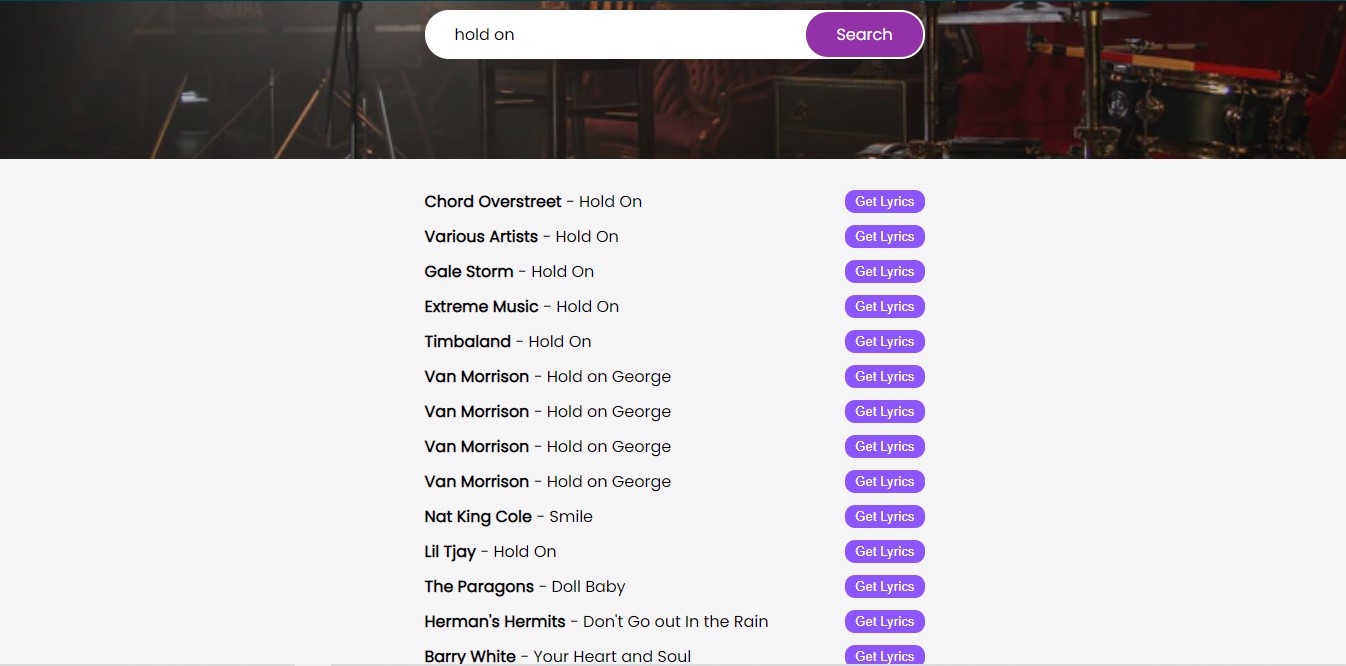 YAMAHA
hold on Search
Chord Overstreet - Hold On Get Lyrics
Various Artists - Hold On Get Lyrics
Gale Storm - Hold On Get Lyrics
Extreme Music - Hold On Get Lyrics
Timbaland - Hold On Get Lyrics
Van Morrison - Hold on George Get Lyrics
Van Morrison - Hold on George Get Lyrics
Van Morrison - Hold on George Get Lyrics
Van Morrison - Hold on George Get Lyrics
Nat King Cole - Smile Get Lyrics
Lil Tjay - Hold On Get Lyrics
The Paragons - Doll Baby Get Lyrics
Herman's Hermits - Don't Go out In the Rain Get Lyrics
Barry White - Your Heart and Soul Get Lyrics